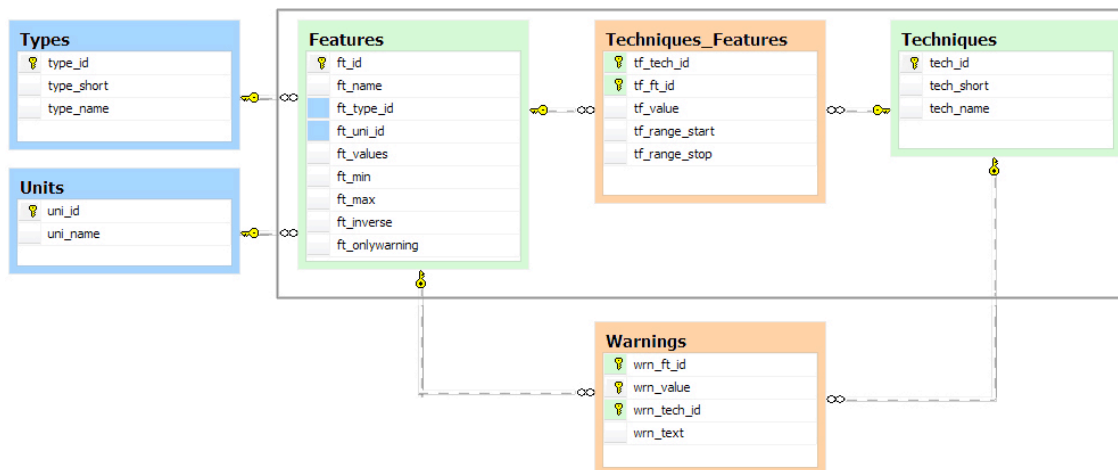 Types
type_id
type_short
type_name
Units
uni_id
uni_name
Features
ft_id
ft_name
ft_type_id
ft_uni_id
ft_values
ft_min
ft_max
ft_inverse
ft_onlywarning
Techniques_Features
tf_tech_id
tf_ft_id
tf_value
tf_range_start
tf_range_stop
Techniques
tech_id
tech_short
tech_name
Warnings
wrn_ft_id
wrn_value
wrn_tech_id
wrn_text